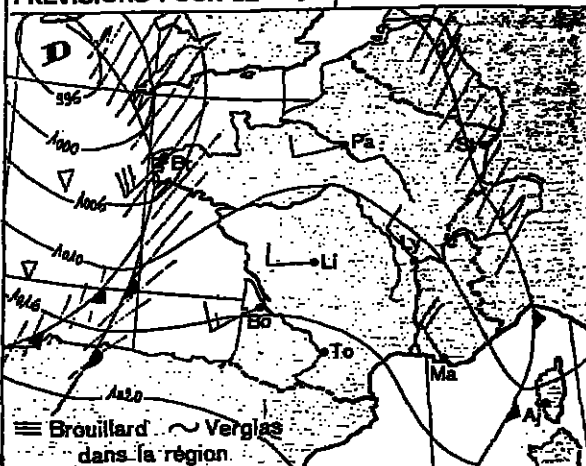 PRÉVISIONS POUR LE
D
996
1000
1005
1010
1015
1020
Br
Pa
St
Li
Ly
Bo
To
Ma
Aj
Brouillard Verglas
dans la région